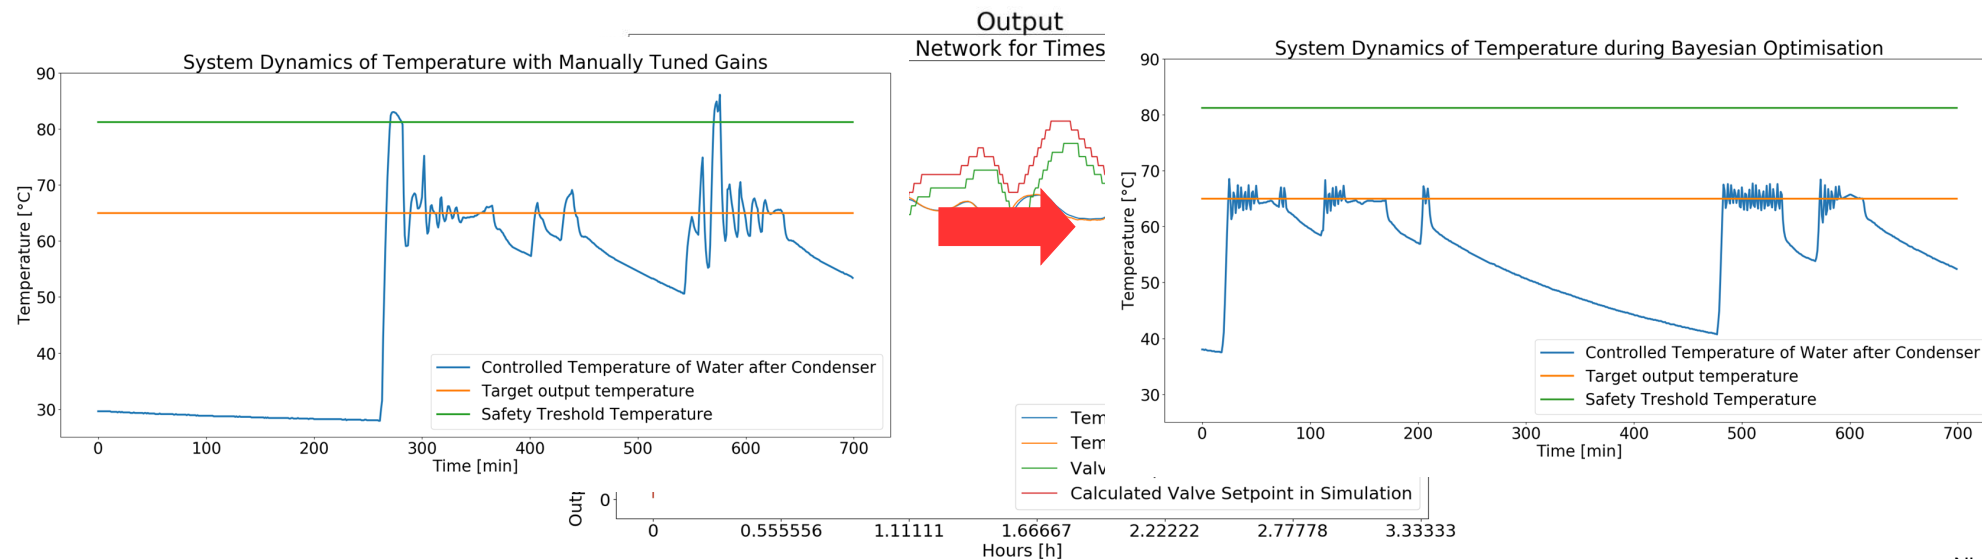 Output
Network for Times
System Dynamics of Temperature with Manually Tuned Gains
90
80
70
60
50
40
30
Temperature [°C]
Controlled Temperature of Water after Condenser
Target output temperature
Safety Treshold Temperature
0 100 200 300 400 500 600 700
Time [min]
System Dynamics of Temperature during Bayesian Optimisation
90
80
70
60
50
40
30
Temperature [°C]
Controlled Temperature of Water after Condenser
Target output temperature
Safety Treshold Temperature
0 100 200 300 400 500 600 700
Time [min]
Tem
Tem
Valv
Calculated Valve Setpoint in Simulation
0
0 0.555556 1.11111 1.66667 2.22222 2.77778 3.33333
Hours [h]